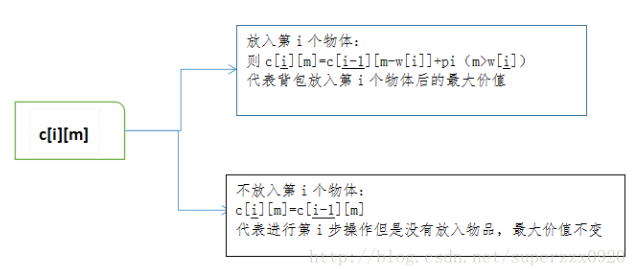 放入第 i 个物体：
则 c[i][m]=c[i-1][m-w[i]]+pi（m>w[i]）
代表背包放入第 i 个物体后的最大价值
c[i][m]
不放入第 i 个物体：
c[i][m]=c[i-1][m]
代表进行第 i 步操作但是没有放入物品，最大价值不变
http://blog.csdn.net/superzzx0920